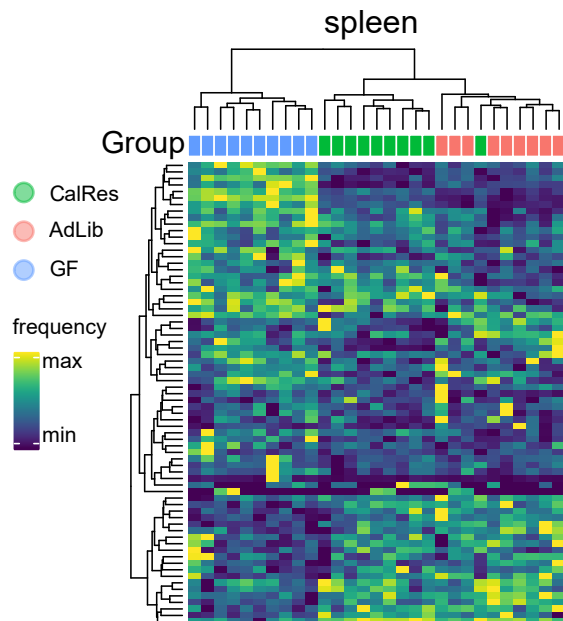 spleen
Group
CalRes
AdLib
GF
frequency
max
min